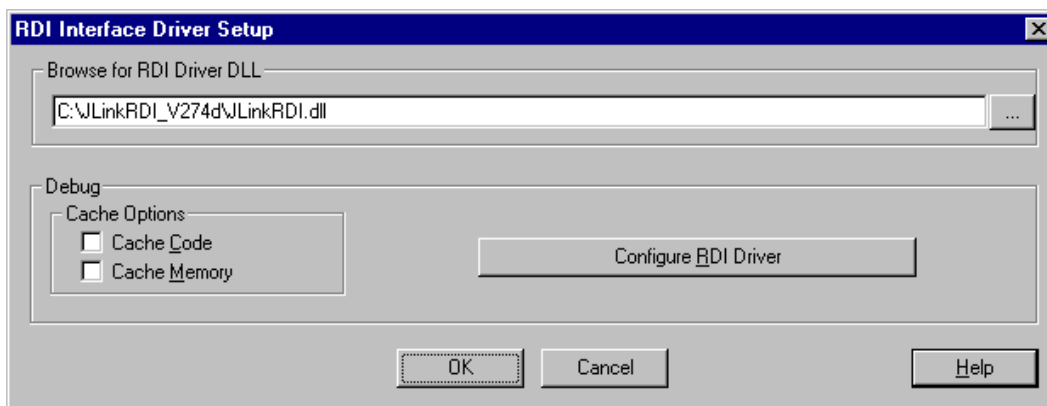 RDI Interface Driver Setup
Browse for RDI Driver DLL
C:\JLinkRDI_V274d\JLinkRDI.dll
...
Debug
Cache Options
Cache Code
Cache Memory
Configure RDI Driver
OK
Cancel
Help